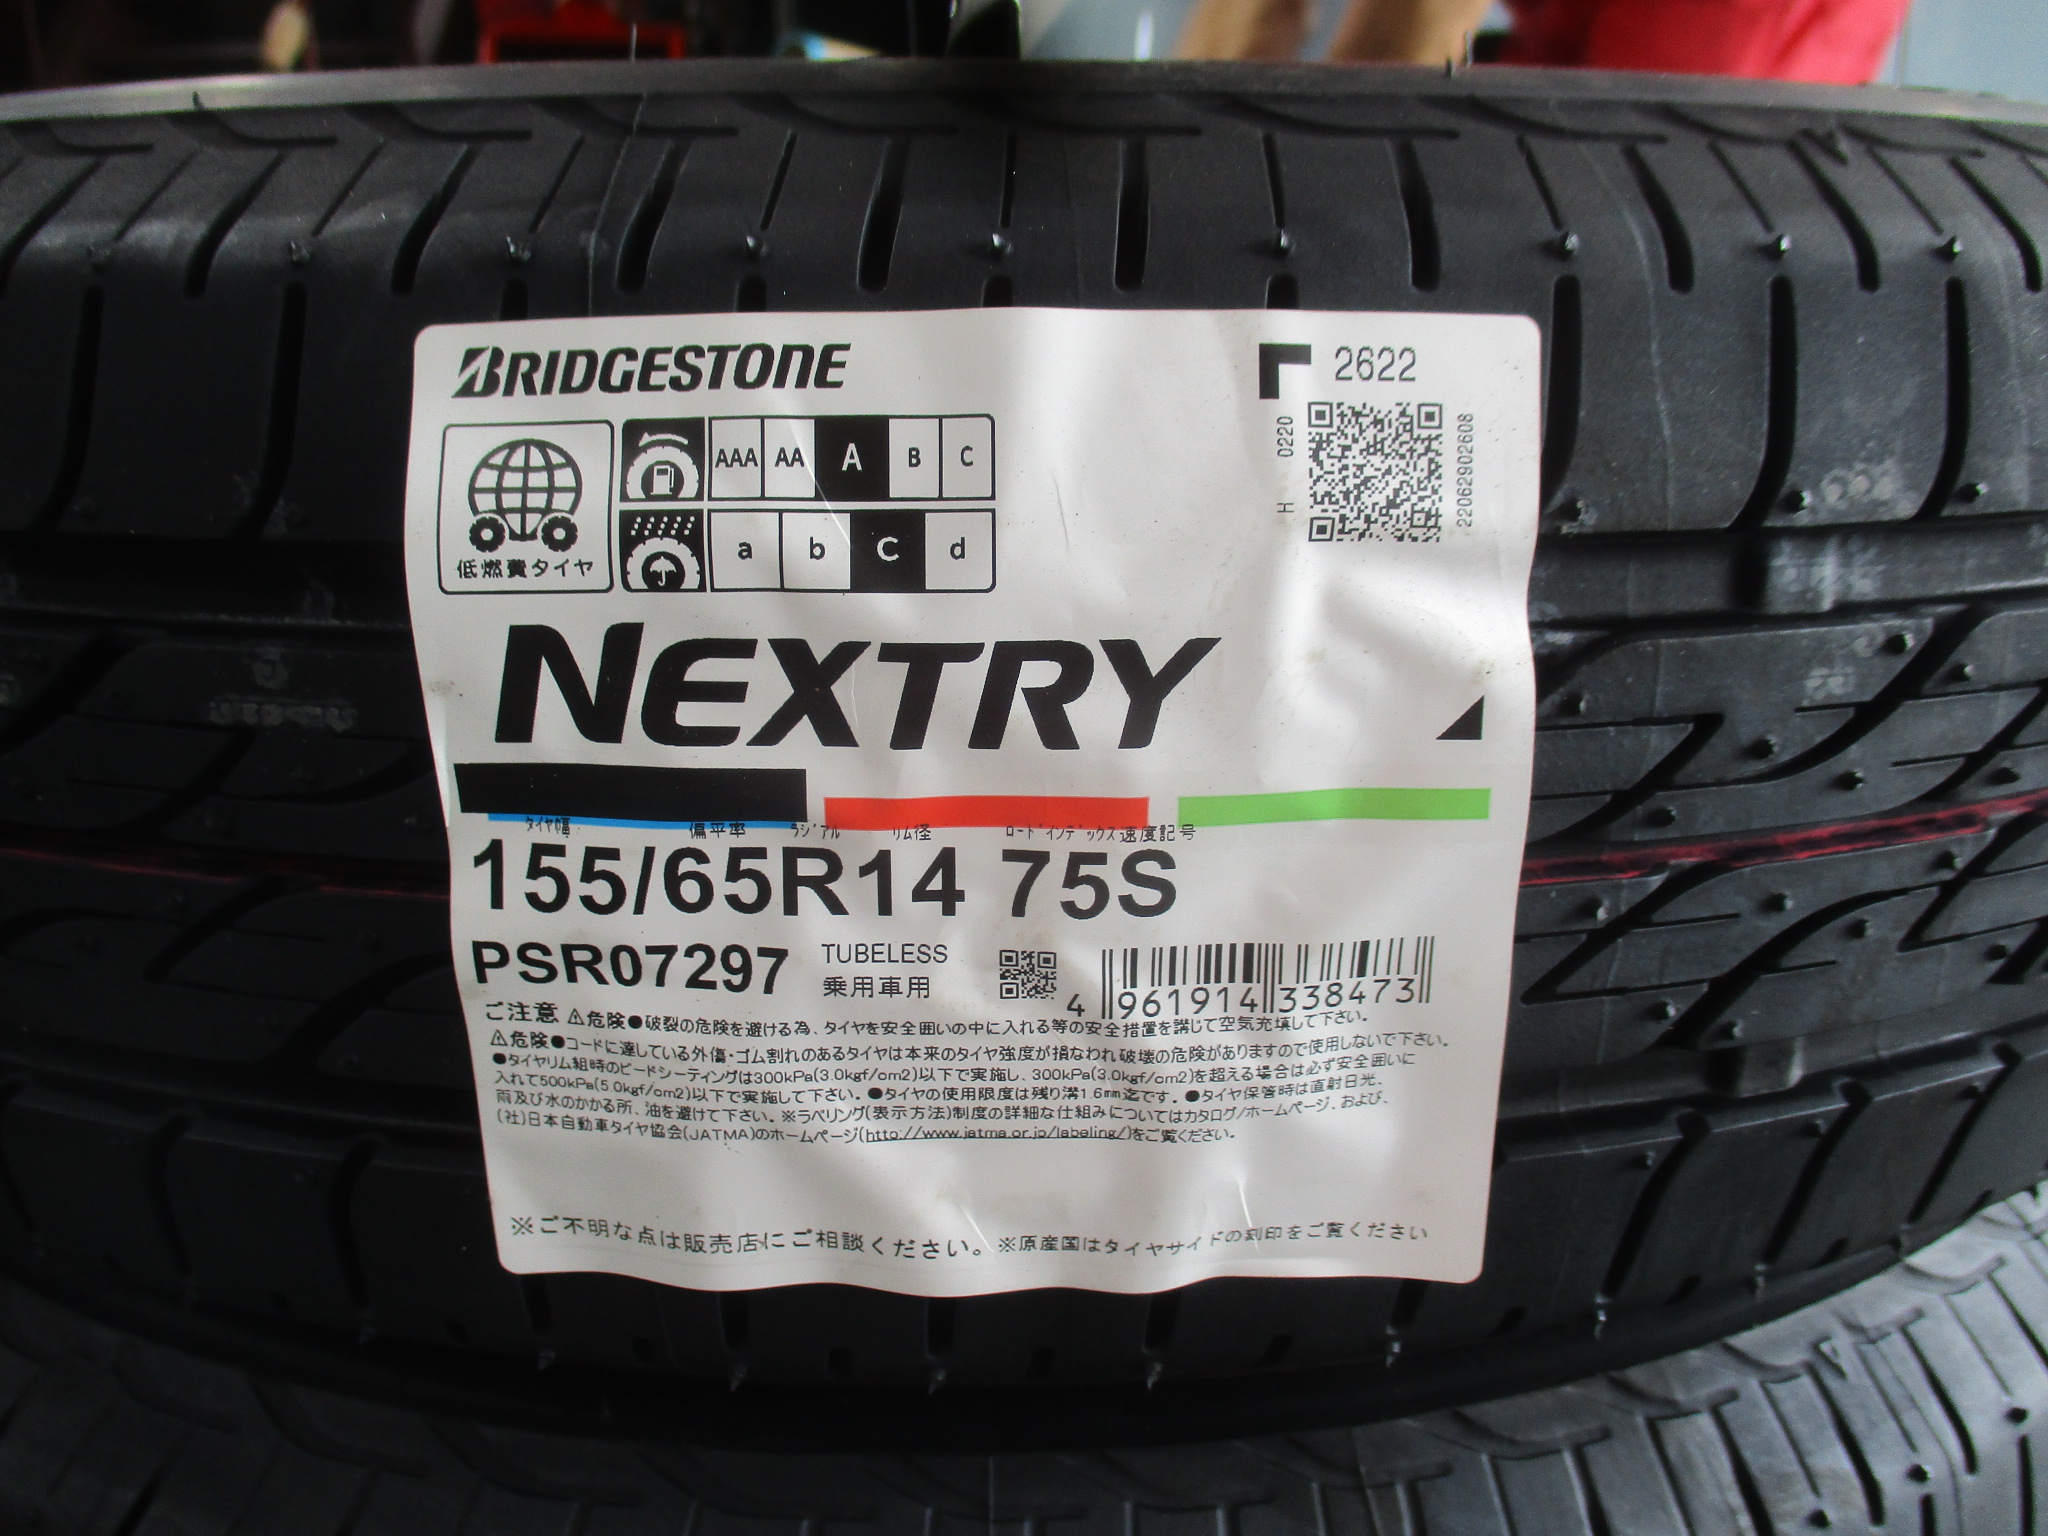 BRIDGESTONE
2622
低燃費タイヤ
AAA AA A B C
a b c d
H 0220
22062902608
NEXTRY
タイヤ幅 偏平率 ラジアル リム径 ロードインデックス 速度記号
155/65R14 75S
PSR07297
TUBELESS
乗用車用
4 961914 338473
ご注意 ⚠危険●破裂の危険を避ける為、タイヤを安全囲いの中に入れる等の安全措置を講じて空気充填して下さい。
⚠危険●コードに達している外傷・ゴム割れのあるタイヤは本来のタイヤ強度が損なわれ破壊の危険がありますので使用しないで下さい。
●タイヤリム組時のビードシーティングは300kPa(3.0kgf/cm2)以下で実施し、300kPa(3.0kgf/cm2)を超える場合は必ず安全囲いに
入れて500kPa(5.0kgf/cm2)以下で実施して下さい。●タイヤの使用限度は残り溝1.6mm迄です。●タイヤ保管時は直射日光、
雨及び水のかかる所、油を避けて下さい。※ラベリング(表示方法)制度の詳細な仕組みについてはカタログ/ホームページ、および、
(社)日本自動車タイヤ協会(JATMA)のホームページ(http://www.jatma.or.jp/labeling/)をご覧ください。
※ご不明な点は販売店にご相談ください。※原産国はタイヤサイドの刻印をご覧ください